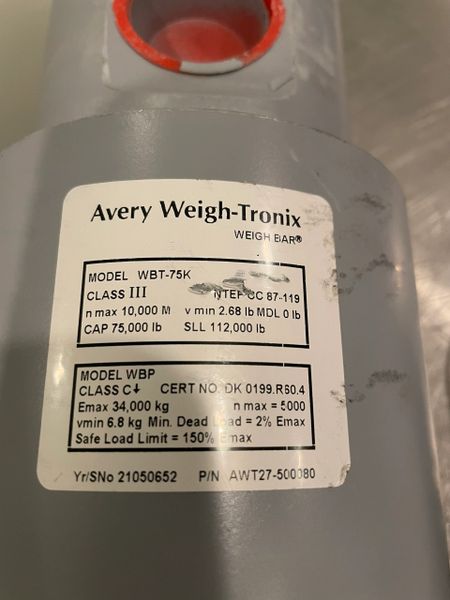 Avery Weigh-Tronix
WEIGH BAR®
MODEL WBT-75K
CLASS III NTEP CC 87-119
n max 10,000 M v min 2.68 lb MDL 0 lb
CAP 75,000 lb SLL 112,000 lb
MODEL WBP
CLASS C↓ CERT NO. DK 0199.R60.4
Emax 34,000 kg n max = 5000
vmin 6.8 kg Min. Dead Load = 2% Emax
Safe Load Limit = 150% Emax
Yr/SNo 21050652 P/N AWT27-500080